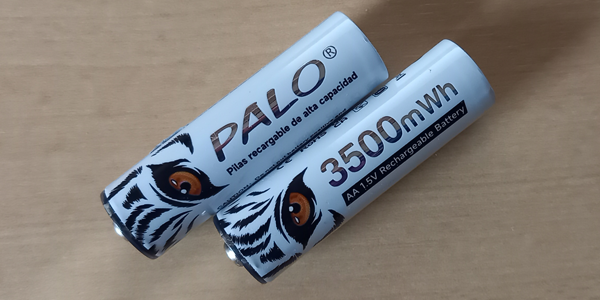 PALO®
Pilas recargable de alta capacidad
3500mWh
AA 1.5V Rechargeable Battery